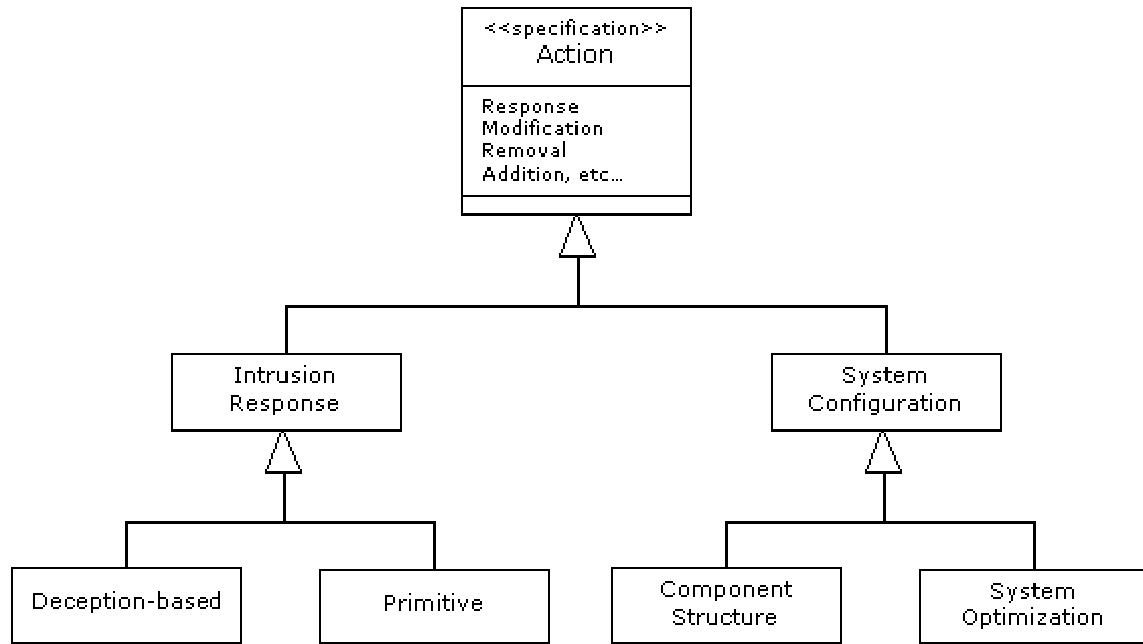 <<specification>>
Action
Response
Modification
Removal
Addition, etc...
Intrusion
Response
System
Configuration
Deception-based
Primitive
Component
Structure
System
Optimization